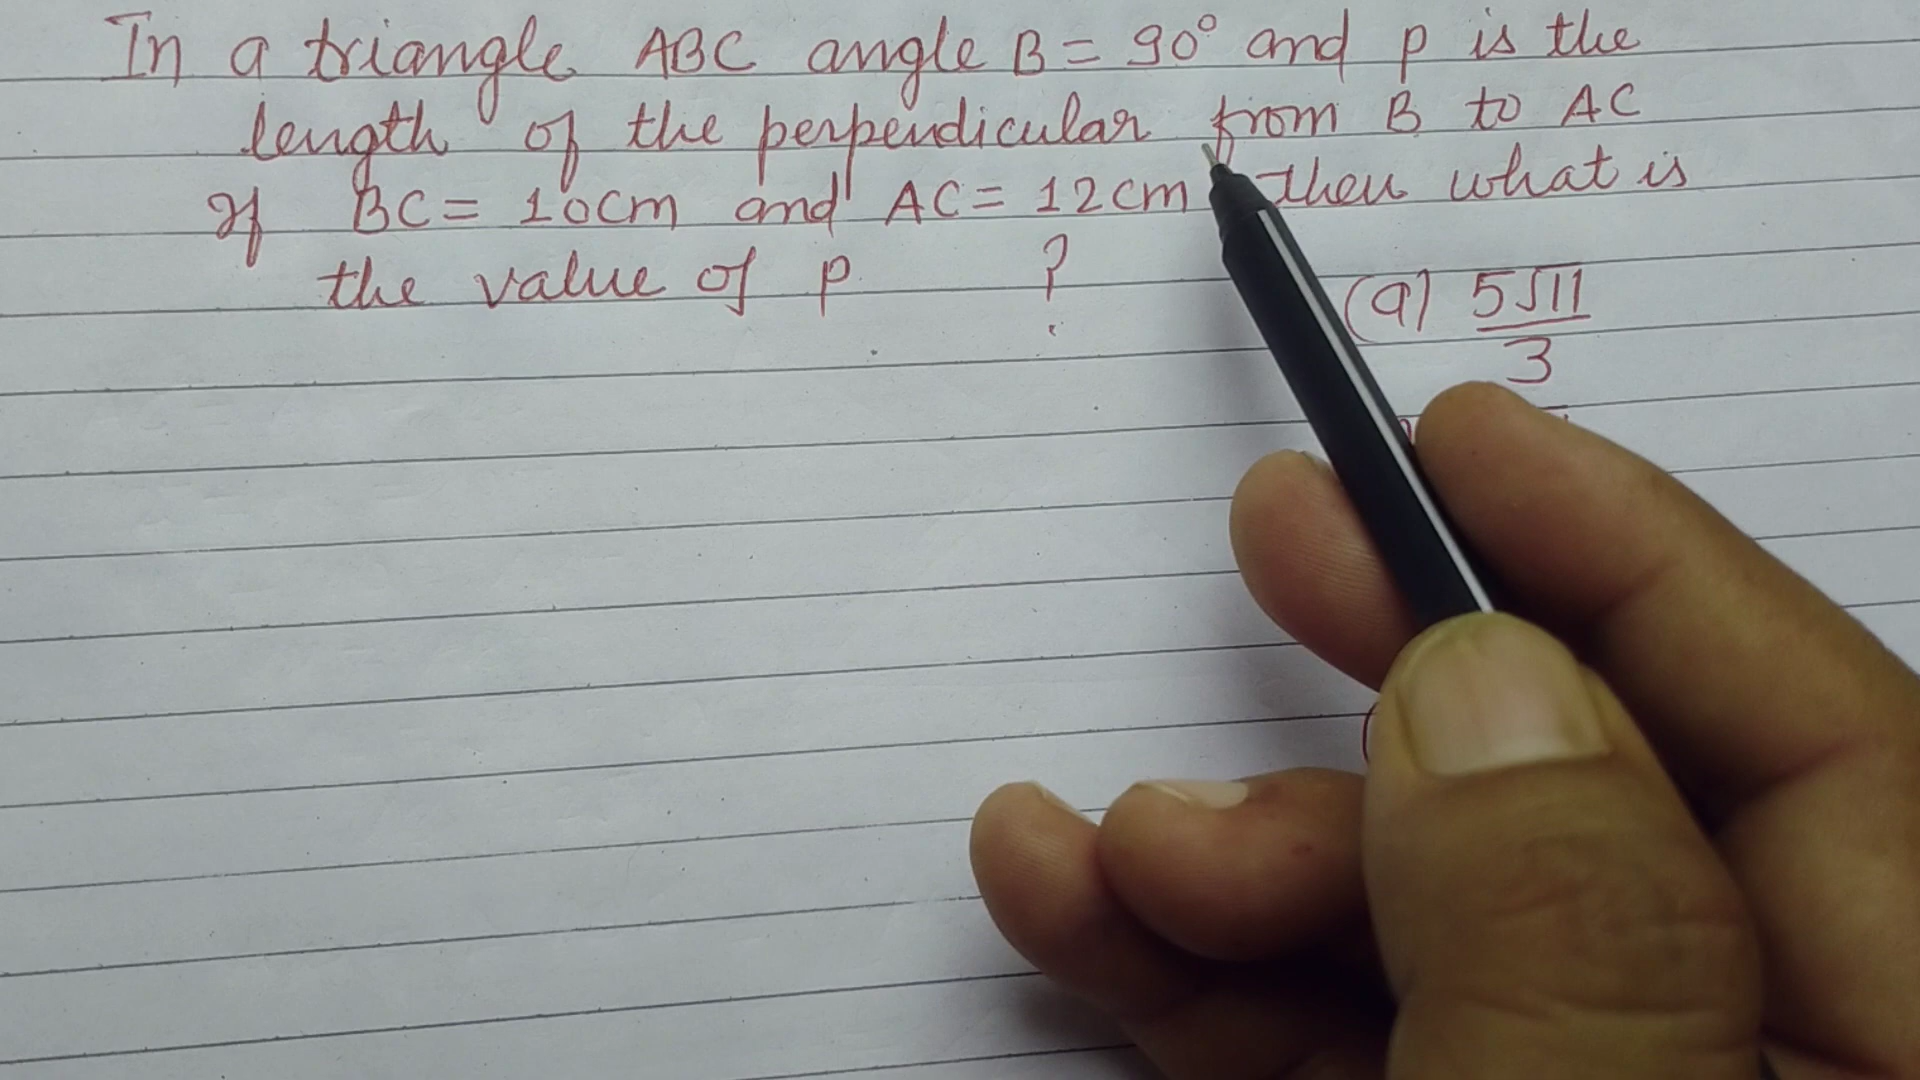 In a triangle ABC angle B = 90° and p is the
length of the perpendicular from B to AC
If BC = 10cm and AC = 12cm then what is
the value of p ?
(a) 5√11
3